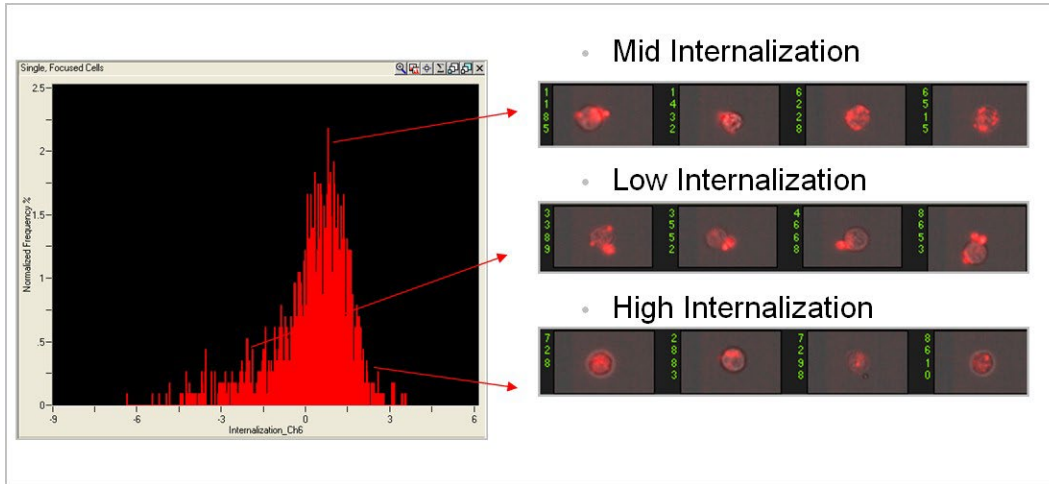 Single, Focused Cells
2.5
2
1.5
1
.5
0
Normalized Frequency %
-9 -6 -3 0 3 6
Internalization_Ch6
• Mid Internalization
1185 1432 6228 6515
• Low Internalization
3389 3552 4668 8653
• High Internalization
728 2883 7298 8610